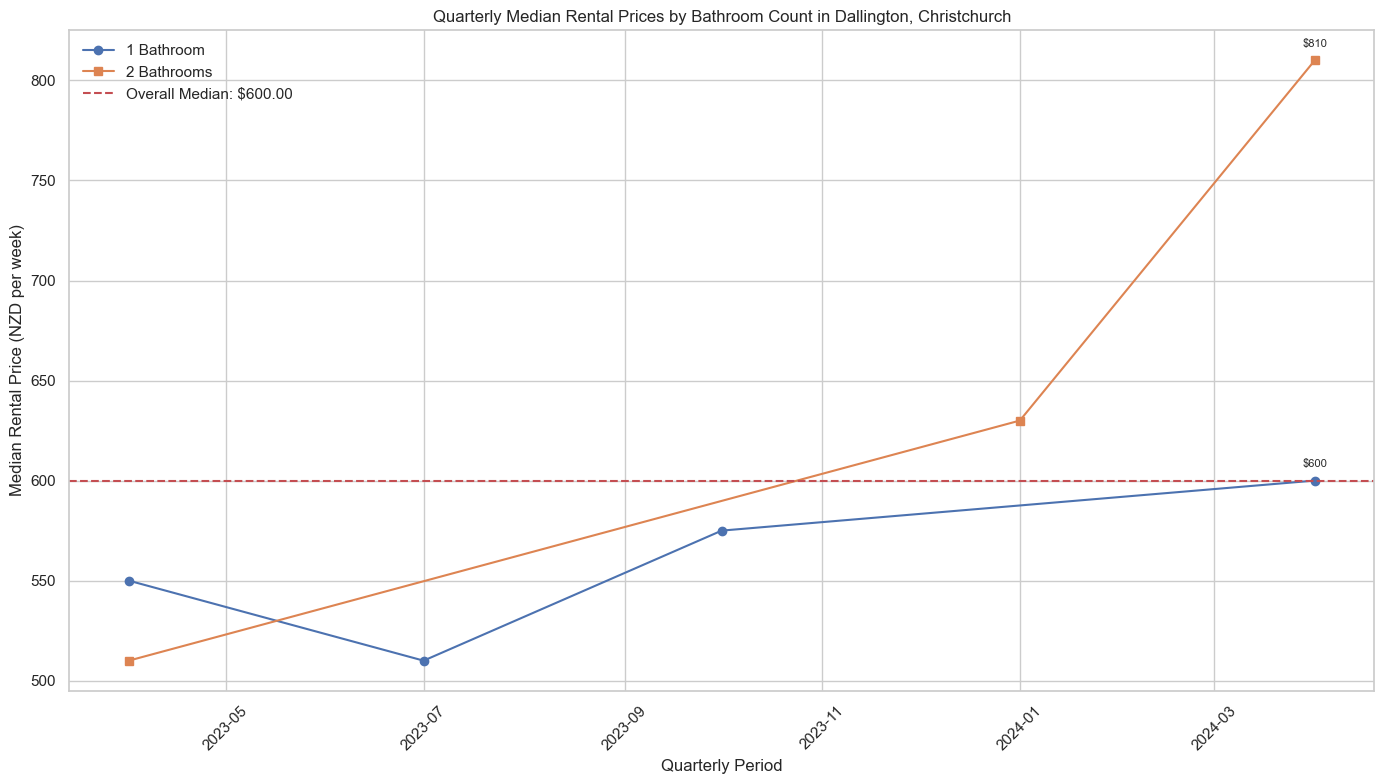 Quarterly Median Rental Prices by Bathroom Count in Dallington, Christchurch
1 Bathroom
2 Bathrooms
Overall Median: $600.00
$810
$600
Median Rental Price (NZD per week)
800
750
700
650
600
550
500
2023-05
2023-07
2023-09
2023-11
2024-01
2024-03
Quarterly Period